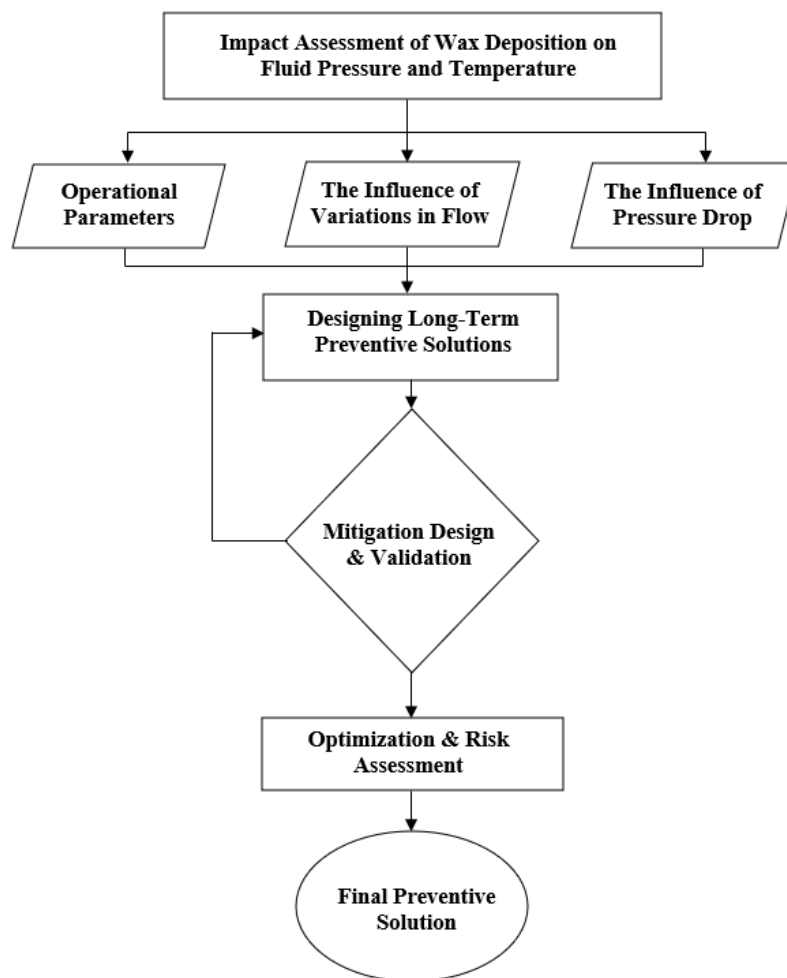 Impact Assessment of Wax Deposition on
Fluid Pressure and Temperature
Operational
Parameters
The Influence of
Variations in Flow
The Influence of
Pressure Drop
Designing Long-Term
Preventive Solutions
Mitigation Design
& Validation
Optimization & Risk
Assessment
Final Preventive
Solution